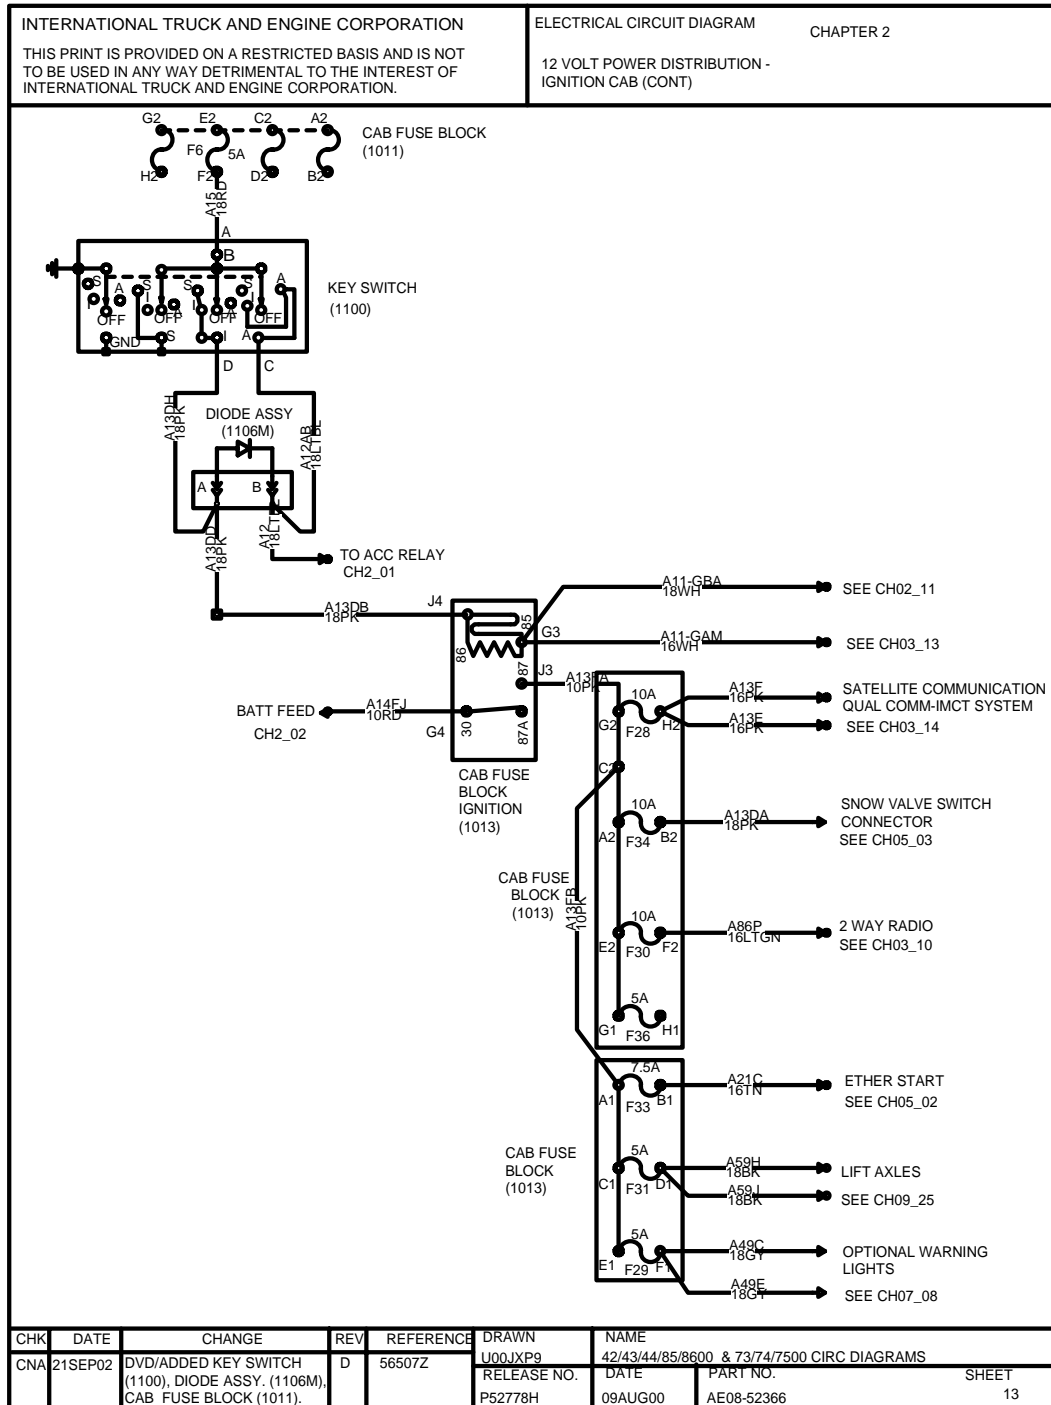 INTERNATIONAL TRUCK AND ENGINE CORPORATION
THIS PRINT IS PROVIDED ON A RESTRICTED BASIS AND IS NOT
TO BE USED IN ANY WAY DETRIMENTAL TO THE INTEREST OF
INTERNATIONAL TRUCK AND ENGINE CORPORATION.
ELECTRICAL CIRCUIT DIAGRAM
CHAPTER 2
12 VOLT POWER DISTRIBUTION -
IGNITION CAB (CONT)
G2 E2 C2 A2
CAB FUSE BLOCK
(1011)
F6 5A
H2 F2 D2 B2
A15
18RD
A
B
S A S S A
I I I I
A A
OFF OFF OFF OFF
KEY SWITCH
(1100)
GND S I A
D C
A13DH
18PK
DIODE ASSY
(1106M)
A12AB
18LTBL
A B
A13DD
18PK
A12
18LTBL
TO ACC RELAY
CH2_01
A13DB
18PK
J4
85
86
G3
87
J3
30
87A
G4
A11-GBA
18WH
SEE CH02_11
A11-GAM
16WH
SEE CH03_13
A13FA
10PK
BATT FEED
CH2_02
A14FJ
10RD
CAB FUSE
BLOCK
IGNITION
(1013)
10A
G2 F28 H2
A13F
16PK
A13E
16PK
SATELLITE COMMUNICATION
QUAL COMM-IMCT SYSTEM
SEE CH03_14
C2
10A
A2 F34 B2
A13DA
18PK
SNOW VALVE SWITCH
CONNECTOR
SEE CH05_03
CAB FUSE
BLOCK
(1013)
A13FB
10PK
10A
E2 F30 F2
A86P
16LTGN
2 WAY RADIO
SEE CH03_10
5A
G1 F36 H1
7.5A
A1 F33 B1
A21C
16TN
ETHER START
SEE CH05_02
CAB FUSE
BLOCK
(1013)
5A
C1 F31 D1
A59H
18BK
A59J
18BK
LIFT AXLES
SEE CH09_25
5A
E1 F29 F1
A49C
18GY
A49E
18GY
OPTIONAL WARNING
LIGHTS
SEE CH07_08
CHK DATE CHANGE REV REFERENCE
CNA 21SEP02 DVD/ADDED KEY SWITCH
(1100), DIODE ASSY. (1106M),
CAB FUSE BLOCK (1011).
D 56507Z
DRAWN
U00JXP9
NAME
42/43/44/85/8600 & 73/74/7500 CIRC DIAGRAMS
RELEASE NO.
P52778H
DATE
09AUG00
PART NO.
AE08-52366
SHEET
13